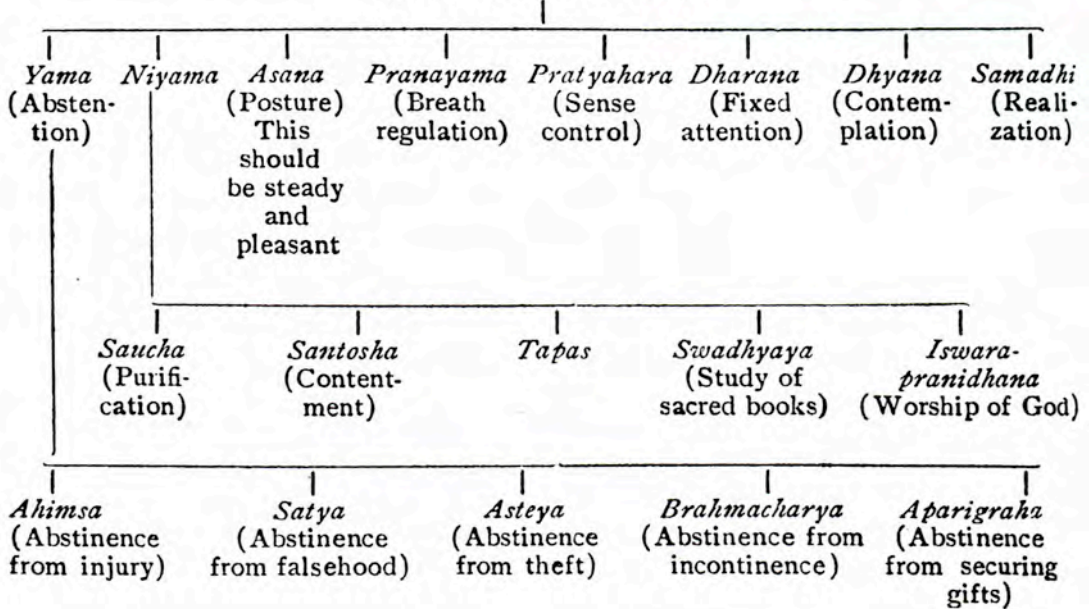 Yama Niyama Asana Pranayama Pratyahara Dharana Dhyana Samadhi
(Absten- (Posture) (Breath (Sense (Fixed (Contem- (Reali-
tion) This regulation) control) attention) plation) zation)
should
be steady
and
pleasant
Saucha Santosha Tapas Swadhyaya Iswara-
(Purifi- (Content- (Study of pranidhana
cation) ment) sacred books) (Worship of God)
Ahimsa Satya Asteya Brahmacharya Aparigraha
(Abstinence (Abstinence (Abstinence (Abstinence from (Abstinence
from injury) from falsehood) from theft) incontinence) from securing
gifts)